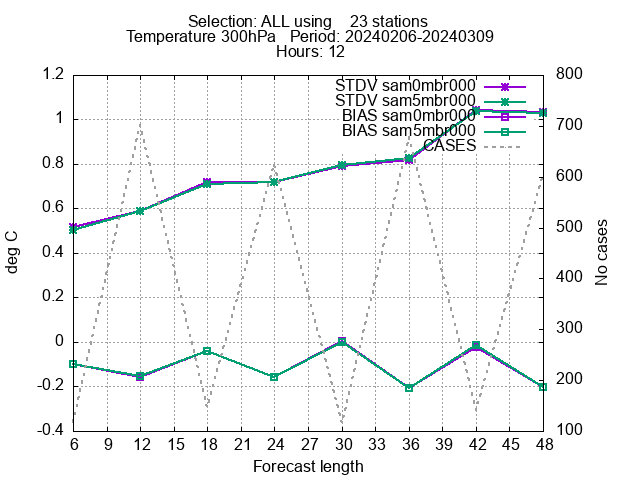 Selection: ALL using    23 stations
Temperature 300hPa   Period: 20240206-20240309
Hours: 12
STDV sam0mbr000
STDV sam5mbr000
BIAS sam0mbr000
BIAS sam5mbr000
CASES
1.2
1
0.8
0.6
0.4
0.2
0
-0.2
-0.4
deg C
800
700
600
500
400
300
200
100
No cases
6 9 12 15 18 21 24 27 30 33 36 39 42 45 48
Forecast length